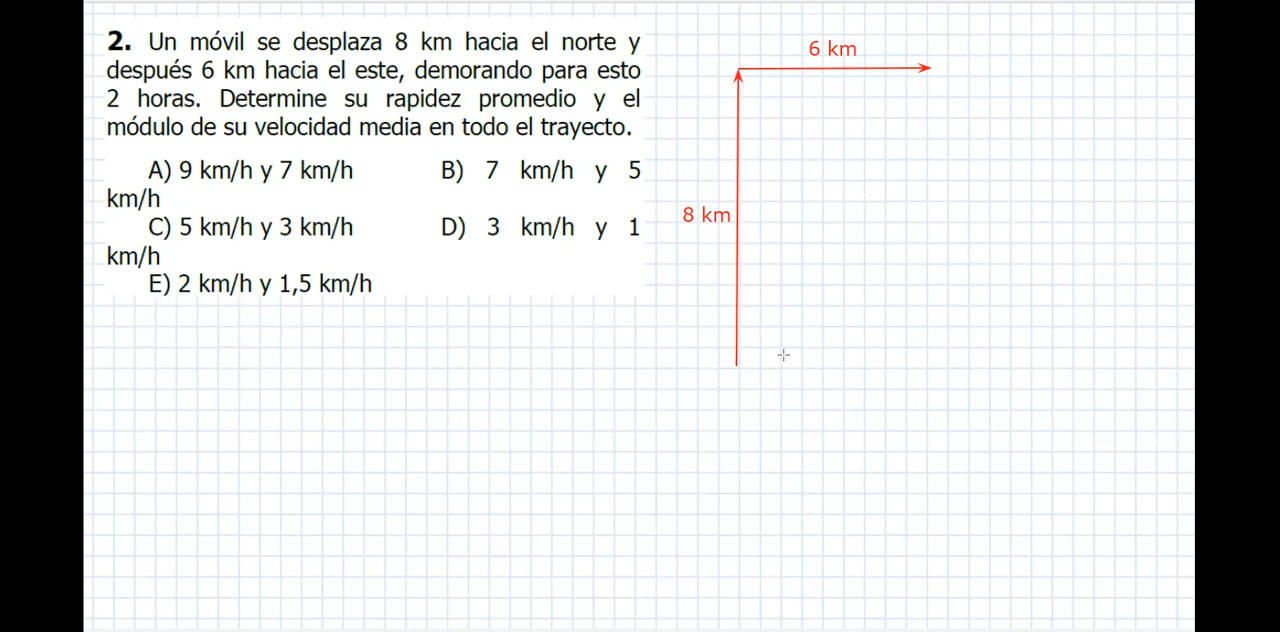 2. Un móvil se desplaza 8 km hacia el norte y
después 6 km hacia el este, demorando para esto
2 horas. Determine su rapidez promedio y el
módulo de su velocidad media en todo el trayecto.
A) 9 km/h y 7 km/h B) 7 km/h y 5
km/h
C) 5 km/h y 3 km/h D) 3 km/h y 1
km/h
E) 2 km/h y 1,5 km/h
6 km
8 km